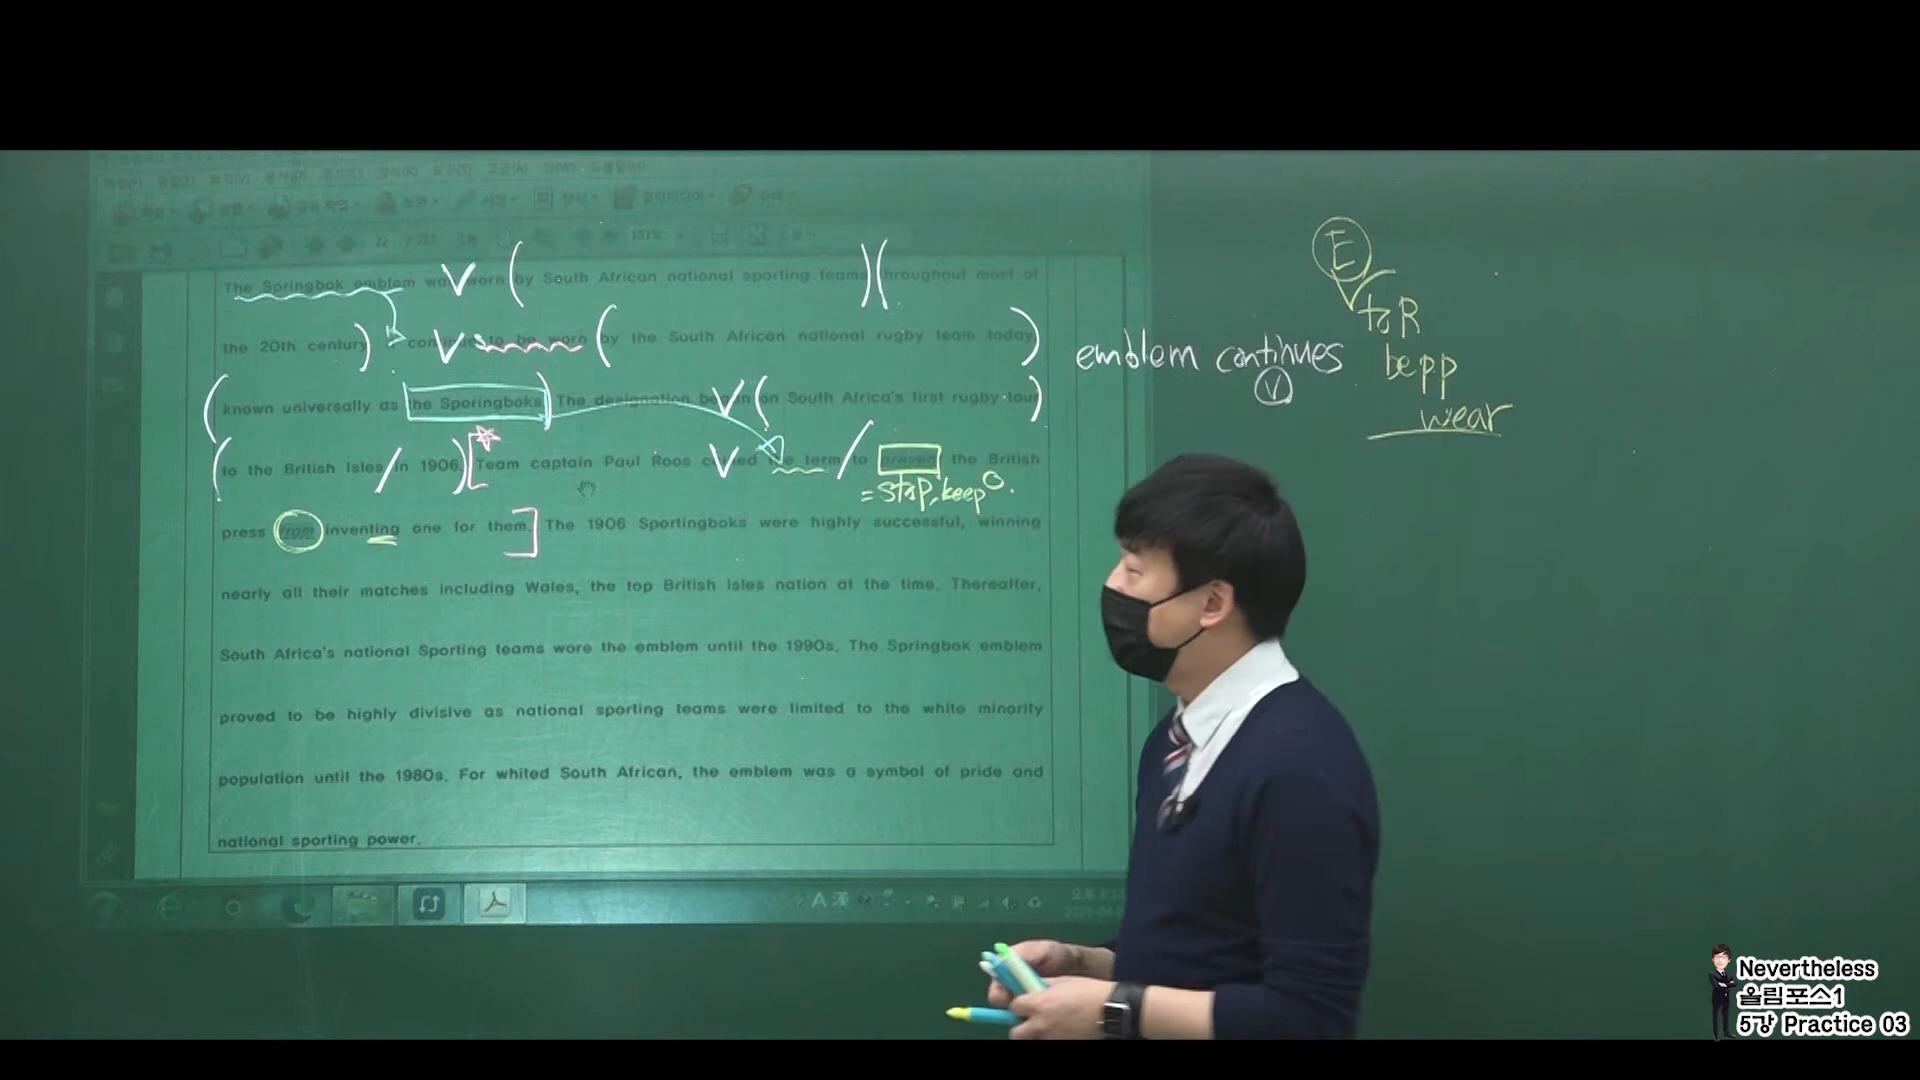 The Springbok emblem was worn by South African national sporting teams throughout most of
the 20th century to be worn by the South African national rugby team today,
known universally as the Sporingboks. The designation began on South Africa's first rugby tour
to the British Isles in 1906. Team captain Paul Roos coined the term to prevent the British
= stop, keep O.
press from inventing one for them. The 1906 Sportingboks were highly successful, winning
nearly all their matches including Wales, the top British Isles nation at the time. Thereafter,
South Africa's national Sporting teams wore the emblem until the 1990s. The Springbok emblem
proved to be highly divisive as national sporting teams were limited to the white minority
population until the 1980s. For whited South African, the emblem was a symbol of pride and
national sporting power.
emblem continues
V
E
to R
be pp
wear
Nevertheless
올림포스1
5강 Practice 03